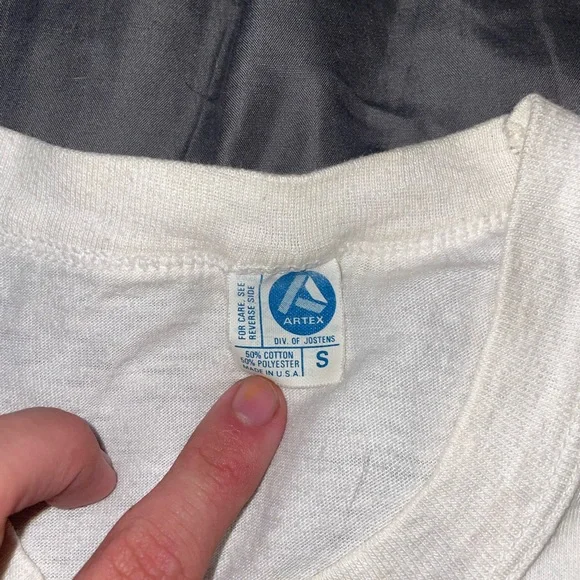 FOR CARE, SEE
REVERSE SIDE
ARTEX
DIV. OF JOSTENS
50% COTTON
50% POLYESTER
MADE IN U.S.A.
S